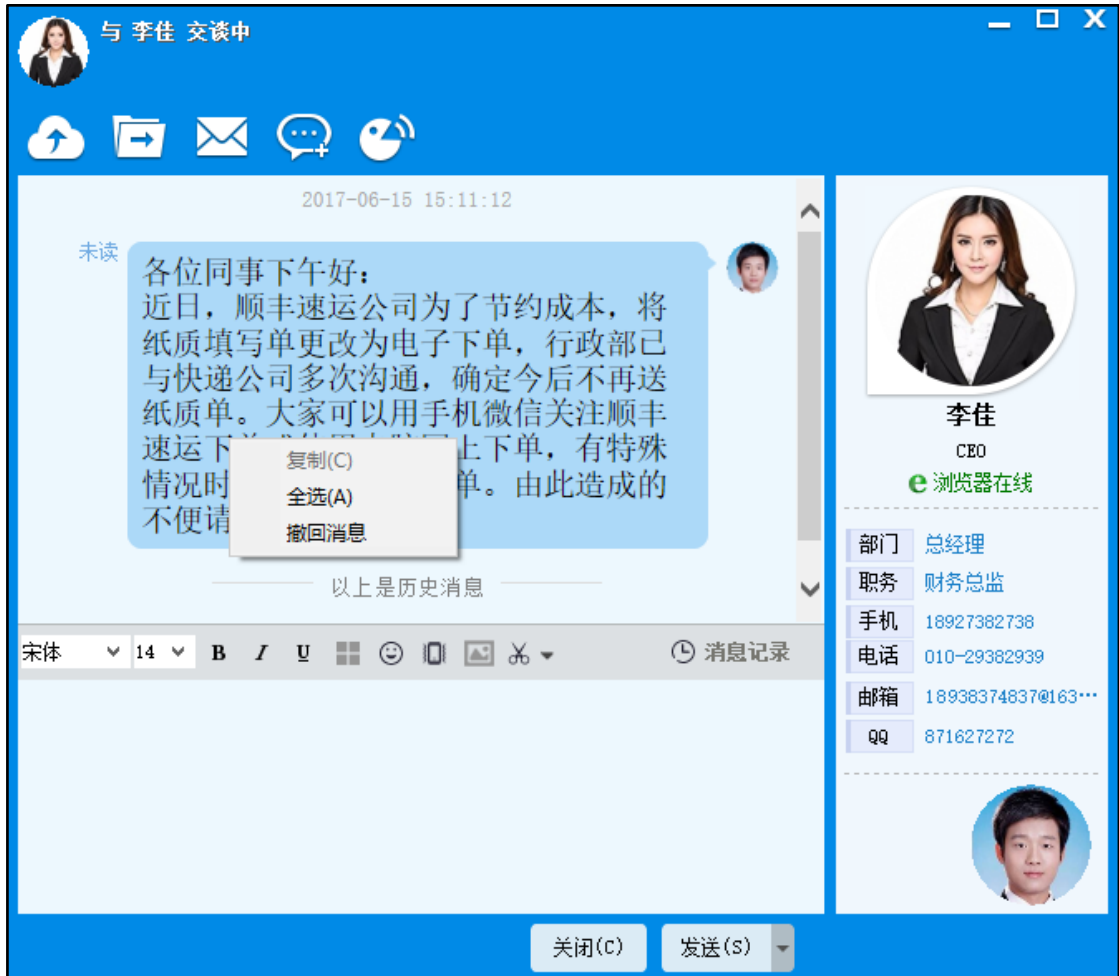 与 李佳 交谈中
2017-06-15 15:11:12
未读
各位同事下午好：
近日，顺丰速运公司为了节约成本，将
纸质填写单更改为电子下单，行政部已
与快递公司多次沟通，确定今后不再送
纸质单。大家可以用手机微信关注顺丰
速运下 上下单，有特殊
情况时 单。由此造成的
不便请
复制(C)
全选(A)
撤回消息
以上是历史消息
宋体 14 B I U 消息记录
李佳
CEO
浏览器在线
部门 总经理
职务 财务总监
手机 18927382738
电话 010-29382939
邮箱 18938374837@163…
QQ 871627272
关闭(C) 发送(S)